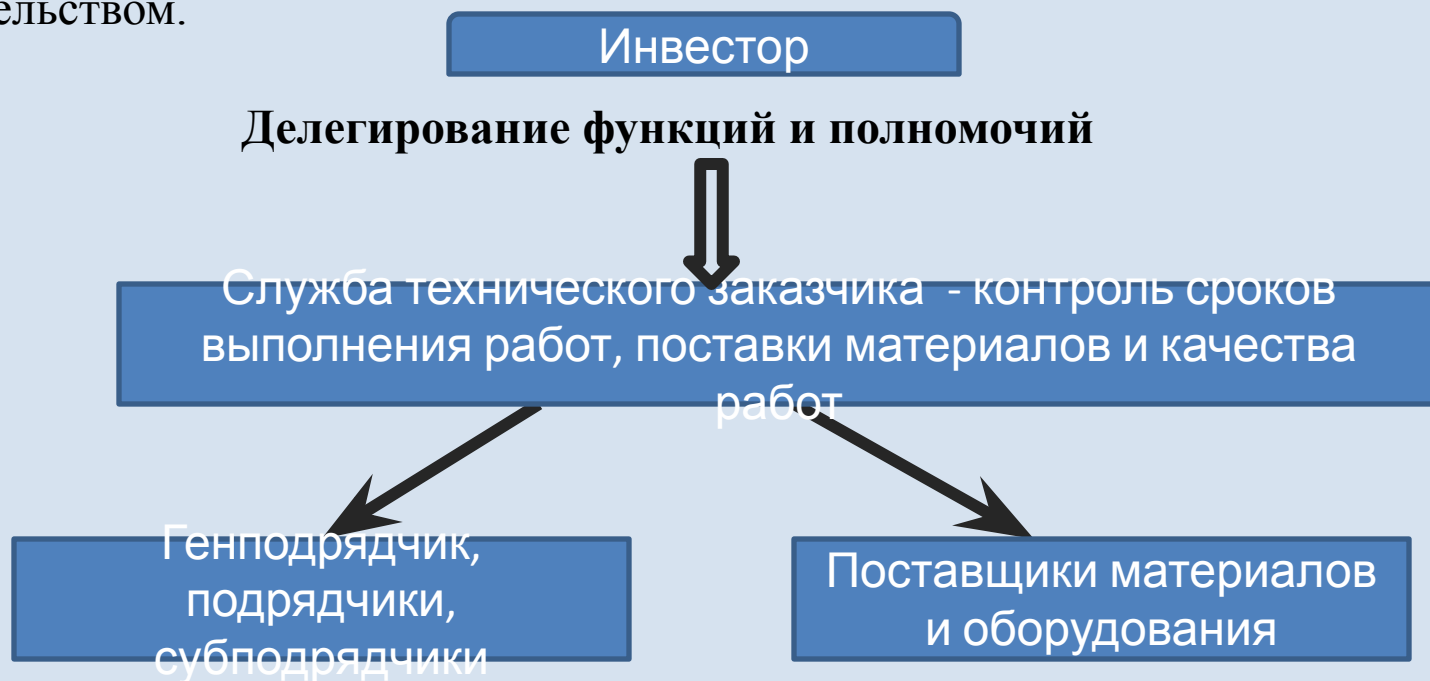 ельством.
Инвестор
Делегирование функций и полномочий
Служба технического заказчика - контроль сроков
выполнения работ, поставки материалов и качества
работ
Генподрядчик,
подрядчики,
субподрядчики
Поставщики материалов
и оборудования